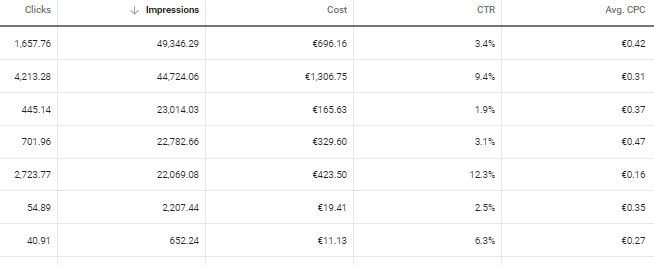 Clicks ↓ Impressions Cost CTR Avg. CPC
1,657.76 49,346.29 €696.16 3.4% €0.42
4,213.28 44,724.06 €1,306.75 9.4% €0.31
445.14 23,014.03 €165.63 1.9% €0.37
701.96 22,782.66 €329.60 3.1% €0.47
2,723.77 22,069.08 €423.50 12.3% €0.16
54.89 2,207.44 €19.41 2.5% €0.35
40.91 652.24 €11.13 6.3% €0.27